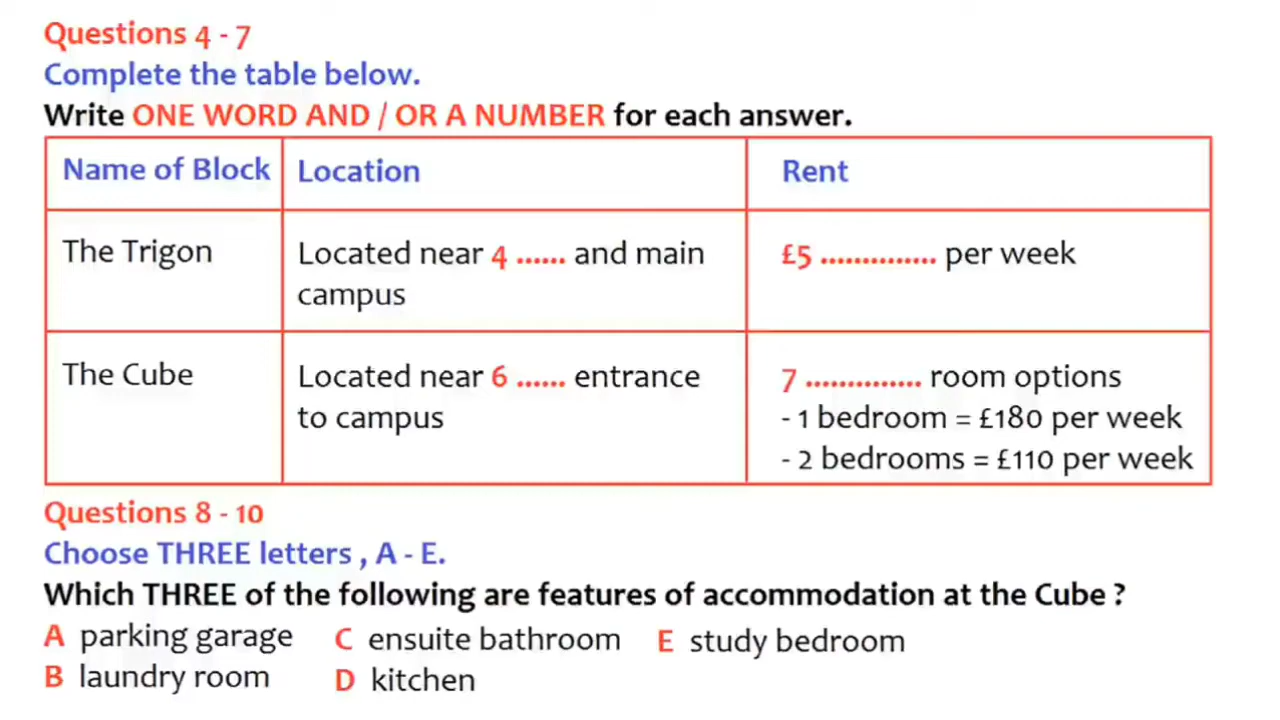 Questions 4 - 7
Complete the table below.
Write ONE WORD AND / OR A NUMBER for each answer.
Name of Block Location Rent
The Trigon Located near 4 ...... and main £5 .............. per week
campus
The Cube Located near 6 ...... entrance 7 .............. room options
to campus - 1 bedroom = £180 per week
- 2 bedrooms = £110 per week
Questions 8 - 10
Choose THREE letters , A - E.
Which THREE of the following are features of accommodation at the Cube ?
A parking garage C ensuite bathroom E study bedroom
B laundry room D kitchen